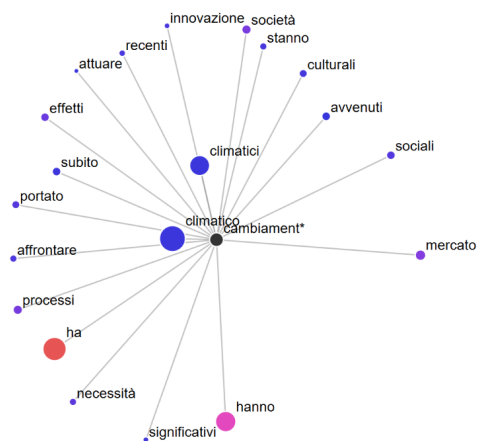 innovazione
società
stanno
recenti
culturali
attuare
avvenuti
effetti
climatici
sociali
subito
portato
climatico
cambiament*
mercato
affrontare
processi
ha
necessità
hanno
significativi